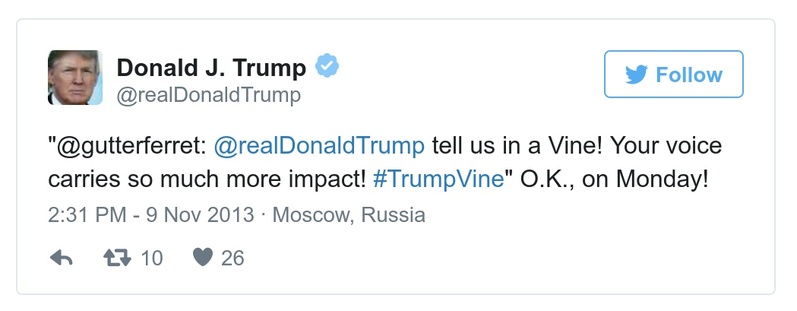 Donald J. Trump
@realDonaldTrump
Follow
"@gutterferret: @realDonaldTrump tell us in a Vine! Your voice
carries so much more impact! #TrumpVine" O.K., on Monday!
2:31 PM - 9 Nov 2013 · Moscow, Russia
10 26